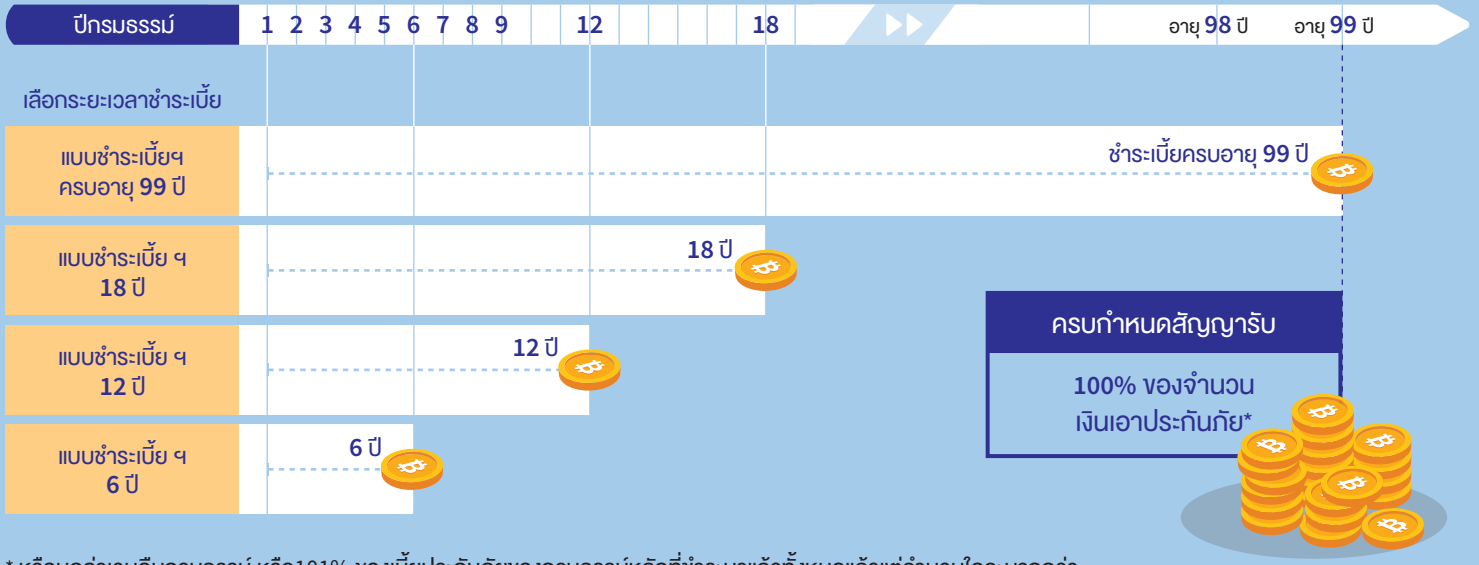 ปีกรมธรรม์ 1 2 3 4 5 6 7 8 9 12 18 อายุ 98 ปี อายุ 99 ปี
เลือกระยะเวลาชำระเบี้ย
แบบชำระเบี้ยฯ
ครบอายุ 99 ปี
ชำระเบี้ยครบอายุ 99 ปี
แบบชำระเบี้ย ฯ
18 ปี
18 ปี
ครบกำหนดสัญญารับ
100% ของจำนวน
เงินเอาประกันภัย*
แบบชำระเบี้ย ฯ
12 ปี
12 ปี
แบบชำระเบี้ย ฯ
6 ปี
6 ปี